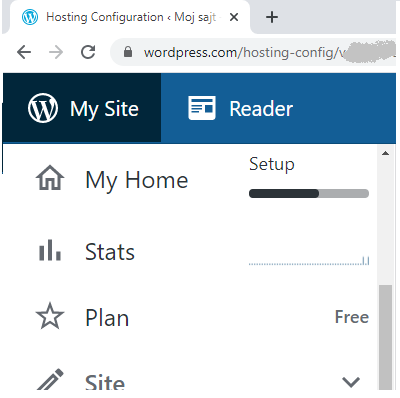 Hosting Configuration ‹ Moj sajt
wordpress.com/hosting-config/
My Site
Reader
My Home
Setup
Stats
Plan
Free
Site